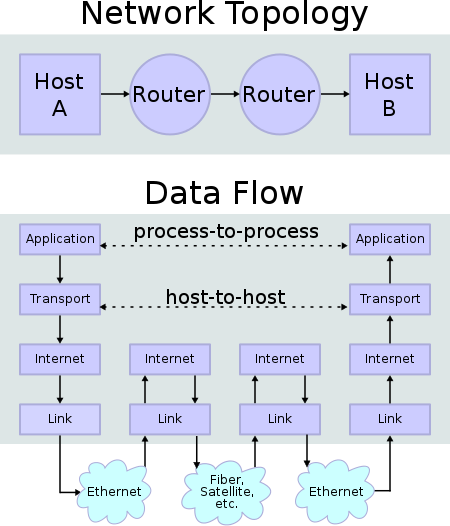 Network Topology
Host
A
Router
Router
Host
B
Data Flow
Application
process-to-process
Application
Transport
host-to-host
Transport
Internet
Internet
Internet
Internet
Link
Link
Link
Link
Ethernet
Fiber,
Satellite,
etc.
Ethernet